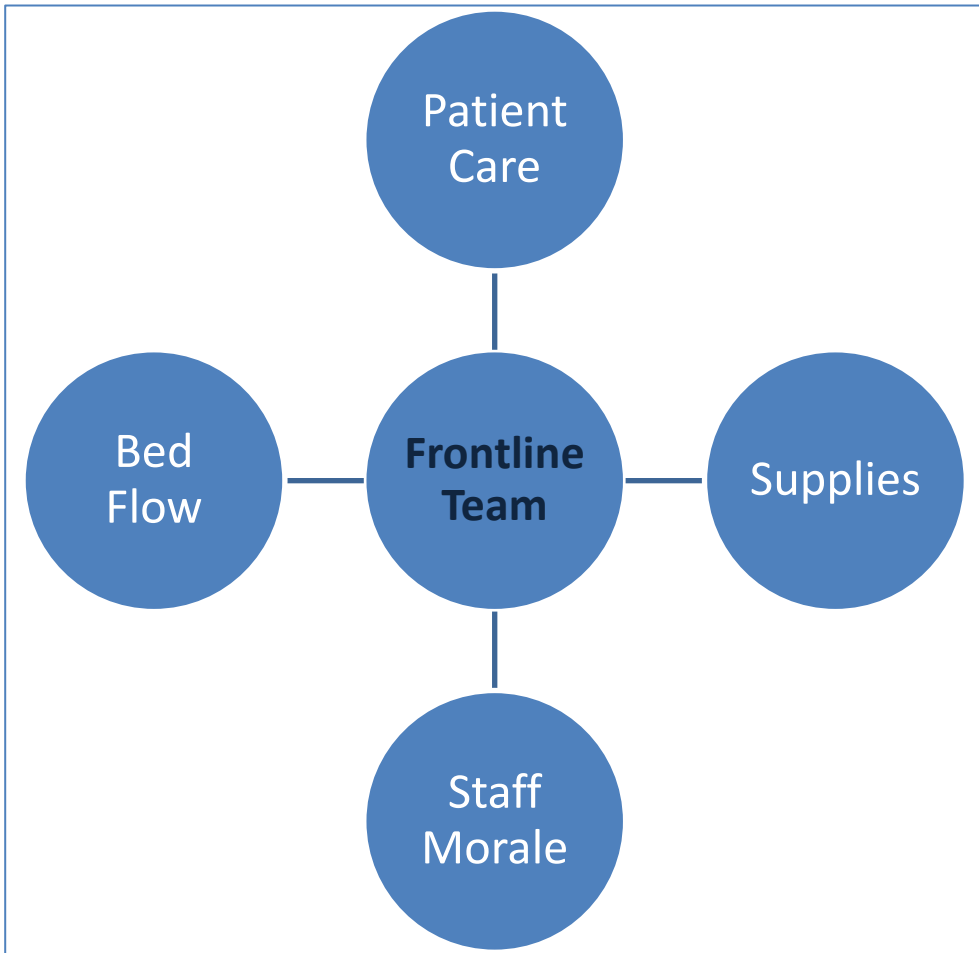 Patient
Care
Bed
Flow
Frontline
Team
Supplies
Staff
Morale